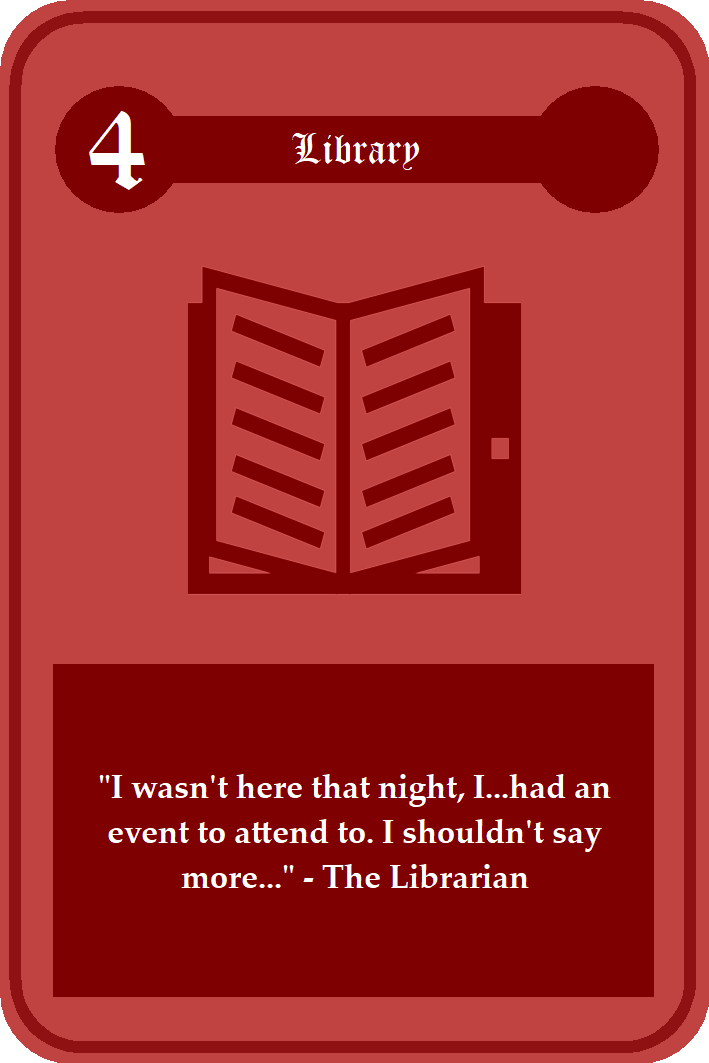 4
Library
"I wasn't here that night, I...had an
event to attend to. I shouldn't say
more..." - The Librarian